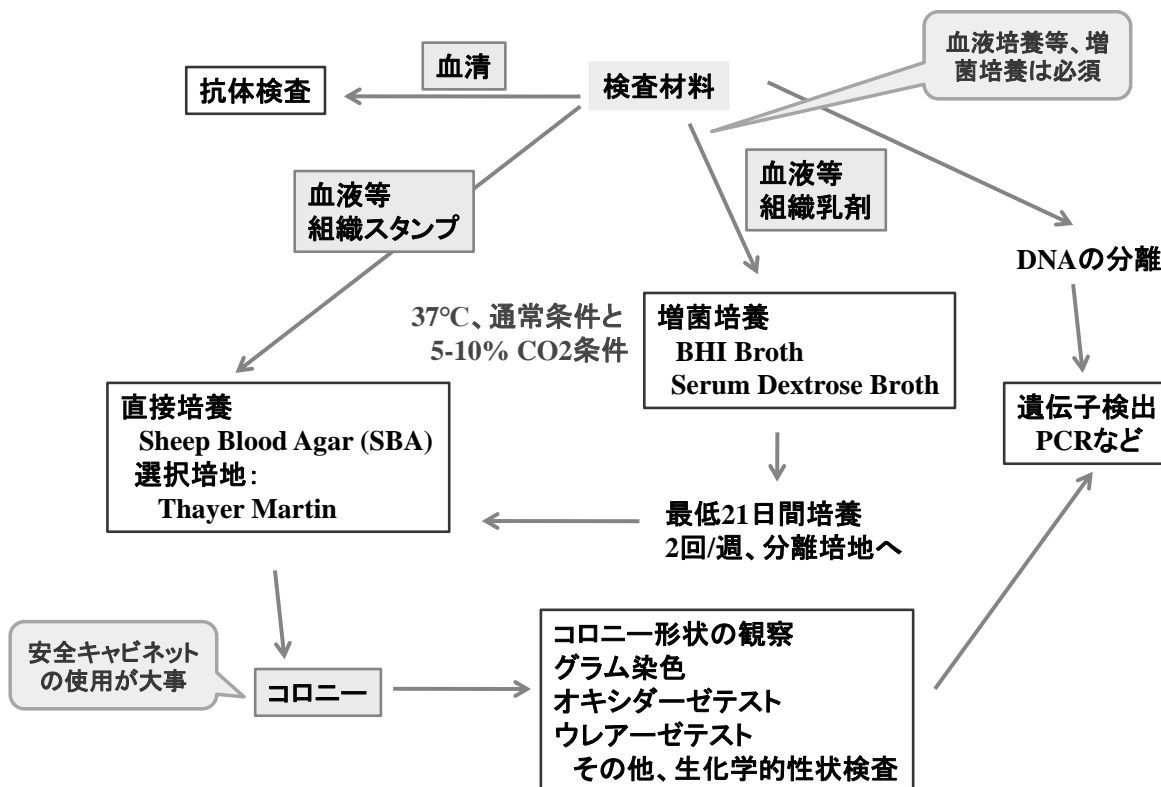 血液培養等、増
菌培養は必須
血清
検査材料
抗体検査
血液等
組織スタンプ
血液等
組織乳剤
DNAの分離
37℃、通常条件と
5-10% CO2条件
増菌培養
BHI Broth
Serum Dextrose Broth
直接培養
Sheep Blood Agar (SBA)
選択培地:
Thayer Martin
遺伝子検出
PCRなど
最低21日間培養
2回/週、分離培地へ
安全キャビネット
の使用が大事
コロニー
コロニー形状の観察
グラム染色
オキシダーゼテスト
ウレアーゼテスト
その他、生化学的性状検査